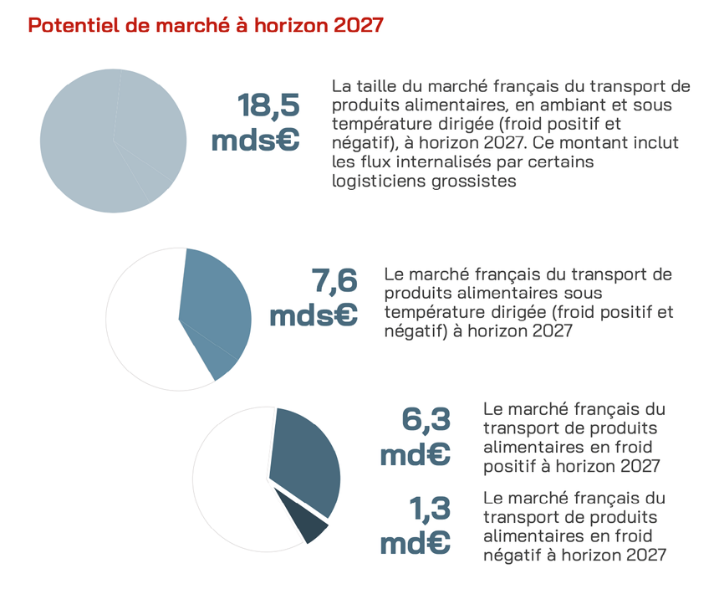 Potentiel de marché à horizon 2027
18,5
mds€
La taille du marché français du transport de
produits alimentaires, en ambiant et sous
température dirigée (froid positif et
négatif), à horizon 2027. Ce montant inclut
les flux internalisés par certains
logisticiens grossistes
7,6
mds€
Le marché français du transport de
produits alimentaires sous
température dirigée (froid positif et
négatif) à horizon 2027
6,3
md€
Le marché français du
transport de produits
alimentaires en froid
positif à horizon 2027
1,3
md€
Le marché français du
transport de produits
alimentaires en froid
négatif à horizon 2027